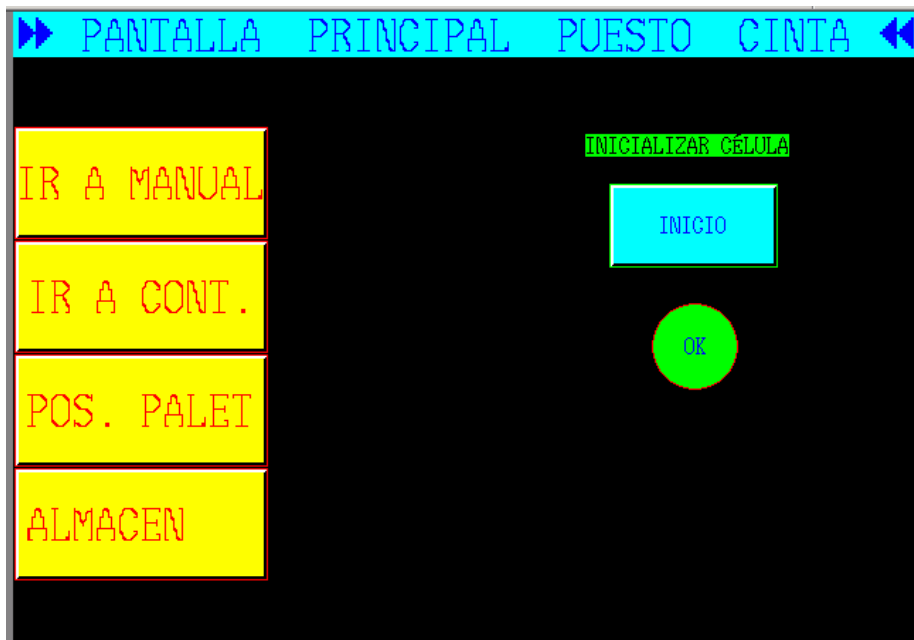 PANTALLA PRINCIPAL PUESTO CINTA
IR A MANUAL
IR A CONT.
POS. PALET
ALMACEN
INICIALIZAR CÉLULA
INICIO
OK